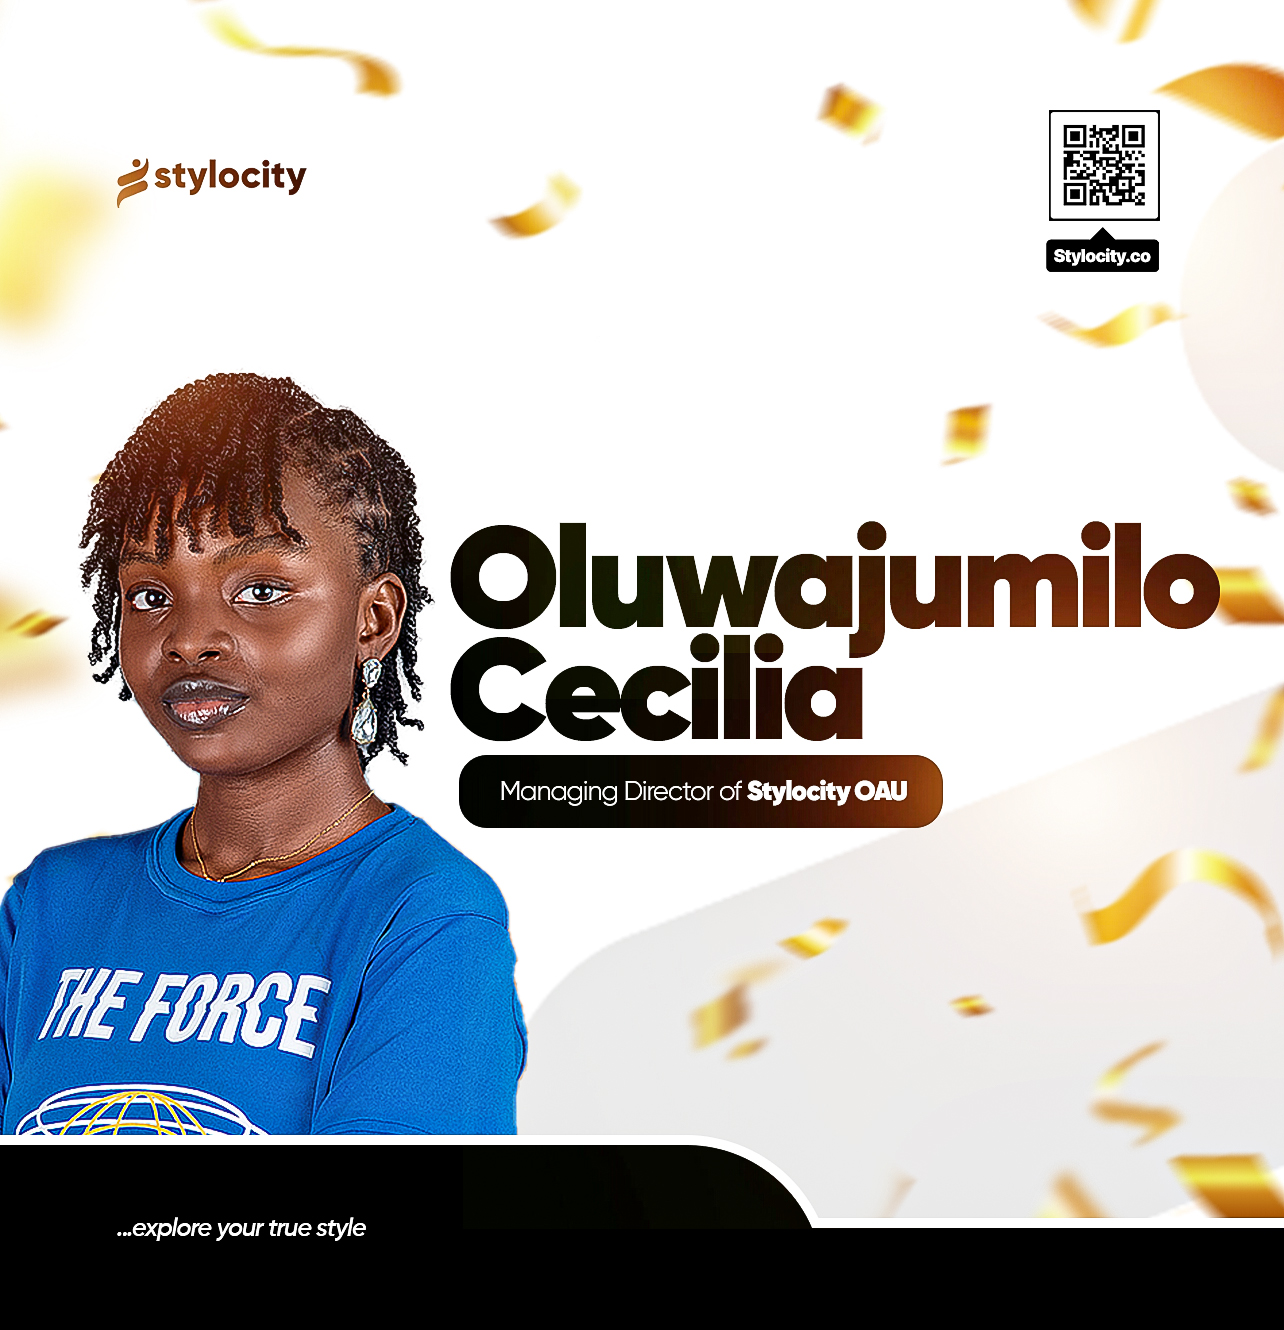 stylocity
Stylocity.co
Oluwajumilo
Cecilia
Managing Director of Stylocity OAU
THE FORCE
...explore your true style